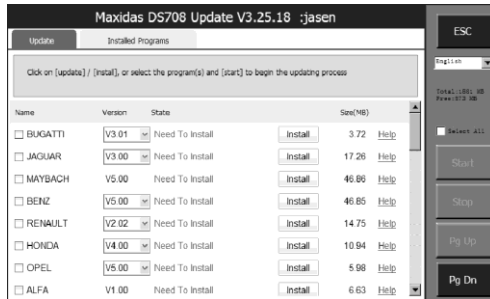 Maxidas DS708 Update V3.25.18 :jasen
Update
Installed Programs
Click on [update] / [install], or select the program(s) and [start] to begin the updating process
Name Version State Size(MB)
BUGATTI V3.01 Need To Install Install 3.72 Help
JAGUAR V3.00 Need To Install Install 17.26 Help
MAYBACH V5.00 Need To Install Install 46.86 Help
BENZ V5.00 Need To Install Install 46.85 Help
RENAULT V2.02 Need To Install Install 14.75 Help
HONDA V4.00 Need To Install Install 10.94 Help
OPEL V5.00 Need To Install Install 5.98 Help
ALFA V1.00 Need To Install Install 6.63 Help
ESC
English
Select All
Start
Stop
Pg Up
Pg Dn